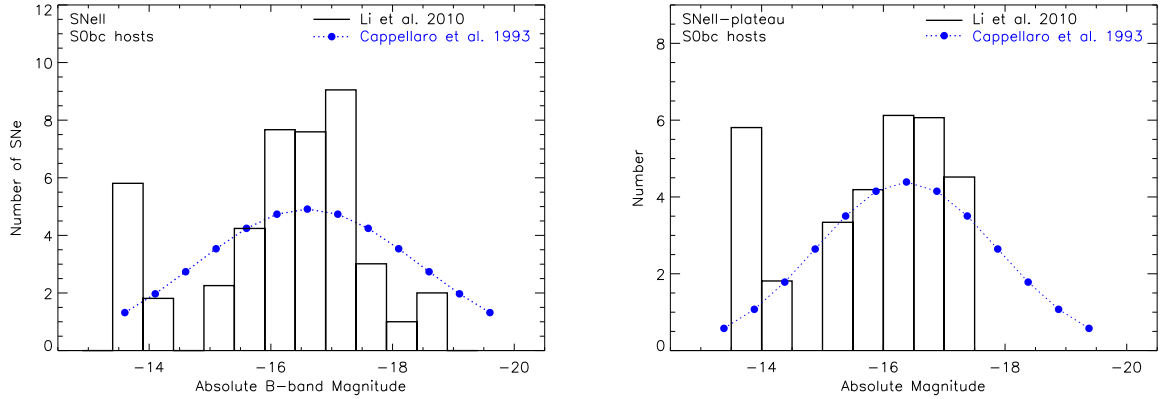 SNeII
S0bc hosts
Li et al. 2010
Cappellaro et al. 1993
Number of SNe
12
10
8
6
4
2
0
-14
-16
-18
-20
Absolute B-band Magnitude
SNeII-plateau
S0bc hosts
Li et al. 2010
Cappellaro et al. 1993
Number
8
6
4
2
0
-14
-16
-18
-20
Absolute Magnitude